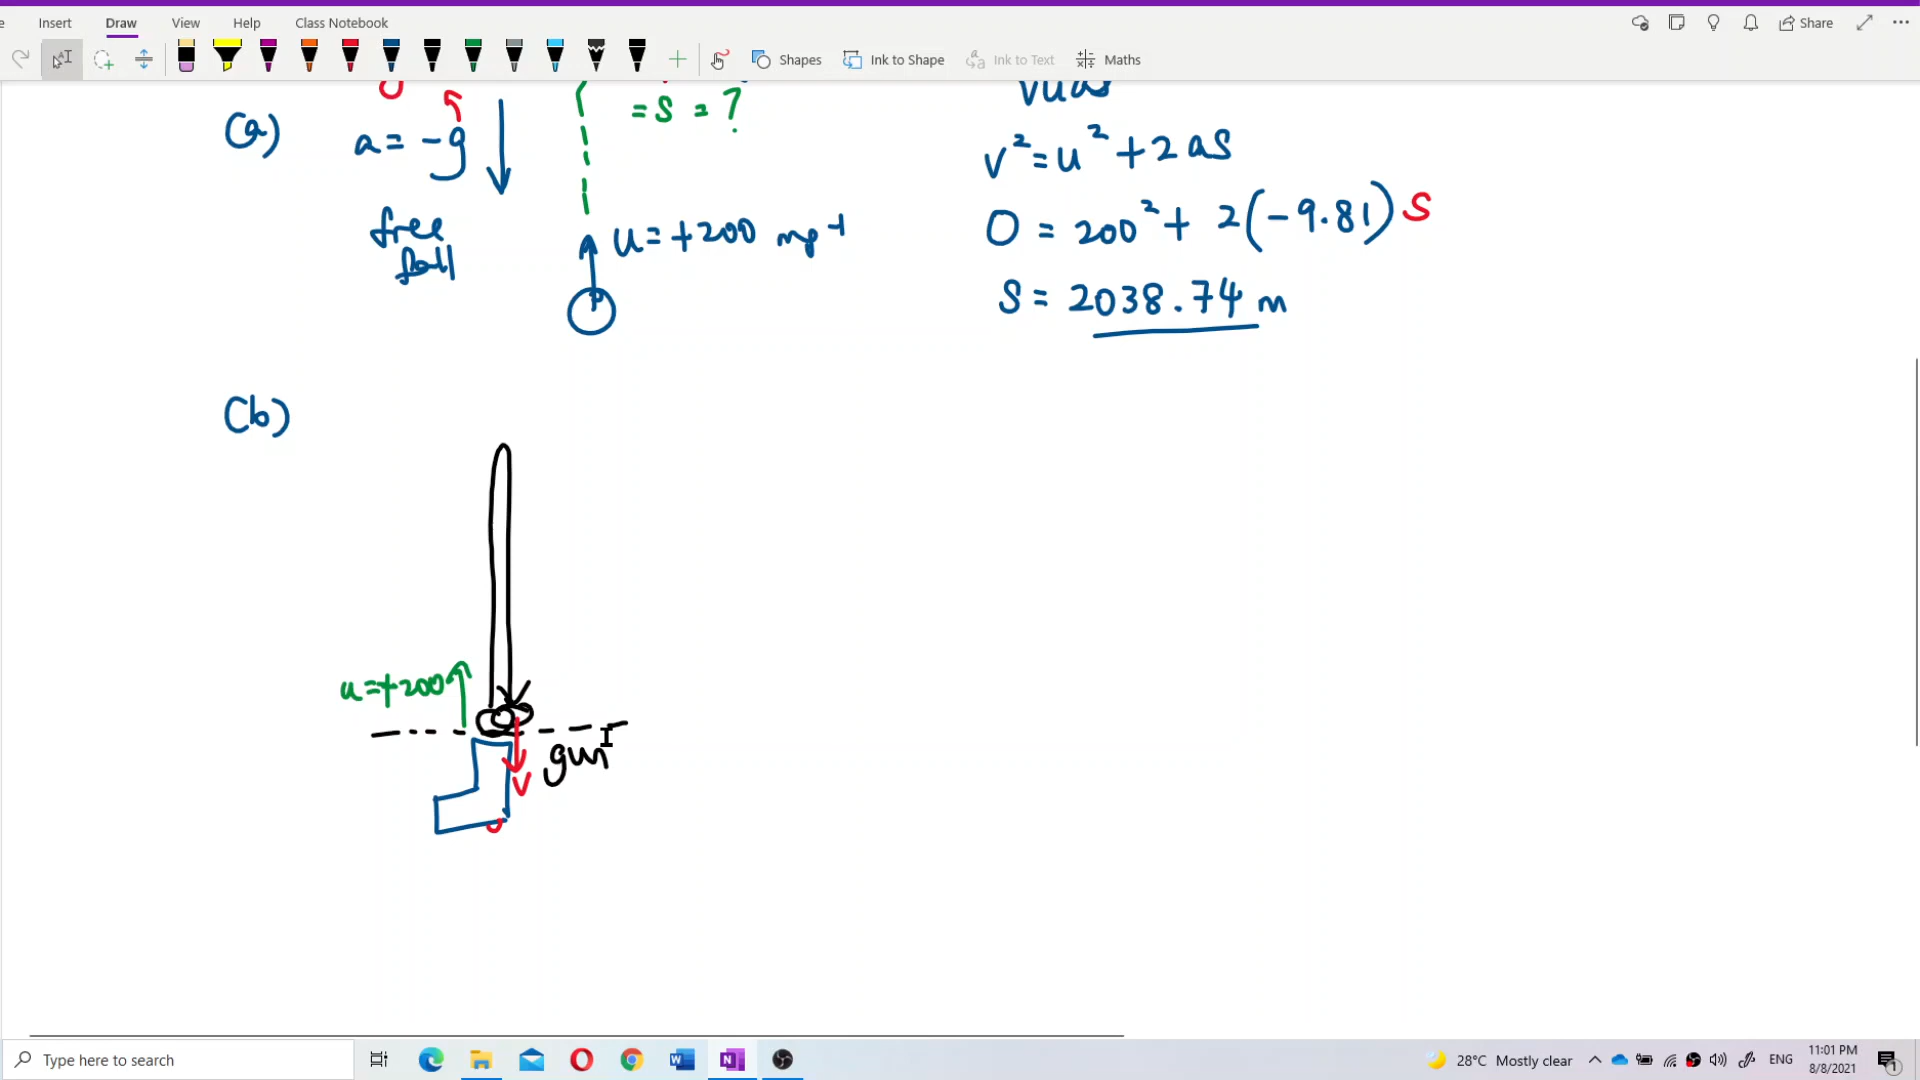 Insert Draw View Help Class Notebook Share
Shapes Ink to Shape Ink to Text Maths
(a)
a = -g
free
fall
= s = ?
u = +200 ms⁻¹
vuas
v² = u² + 2as
0 = 200² + 2(-9.81)s
s = 2038.74 m
(b)
u=+200
gun
v
Type here to search
28°C Mostly clear
ENG
11:01 PM
8/8/2021
1